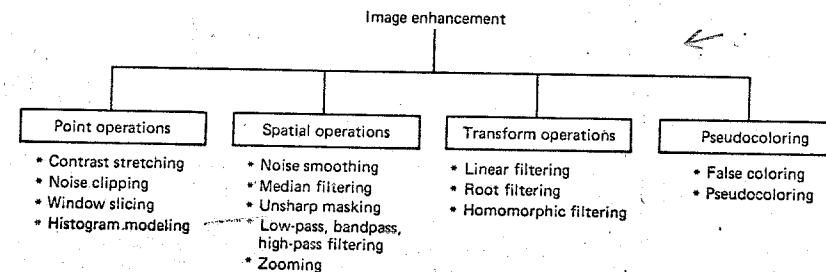 Image enhancement
Point operations
* Contrast stretching
* Noise clipping
* Window slicing
* Histogram modeling
Spatial operations
* Noise smoothing
* Median filtering
* Unsharp masking
* Low-pass, bandpass,
high-pass filtering
* Zooming
Transform operations
* Linear filtering
* Root filtering
* Homomorphic filtering
Pseudocoloring
* False coloring
* Pseudocoloring